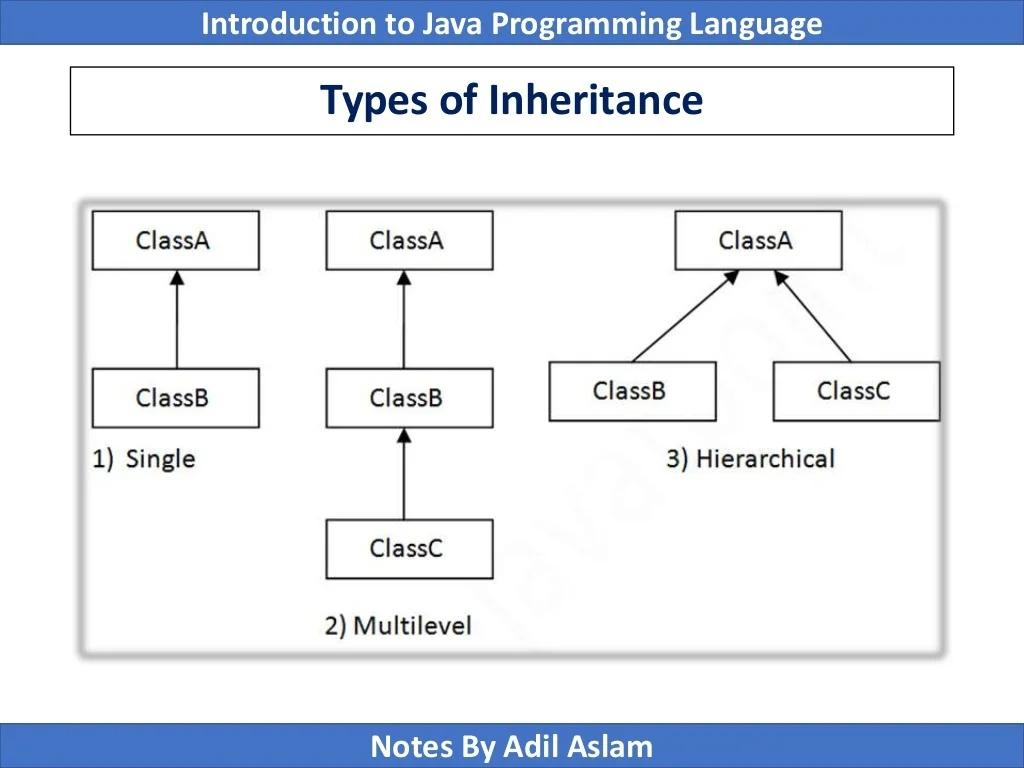 Introduction to Java Programming Language
Types of Inheritance
ClassA
ClassB
1) Single
ClassA
ClassB
ClassC
2) Multilevel
ClassA
ClassB
ClassC
3) Hierarchical
Notes By Adil Aslam